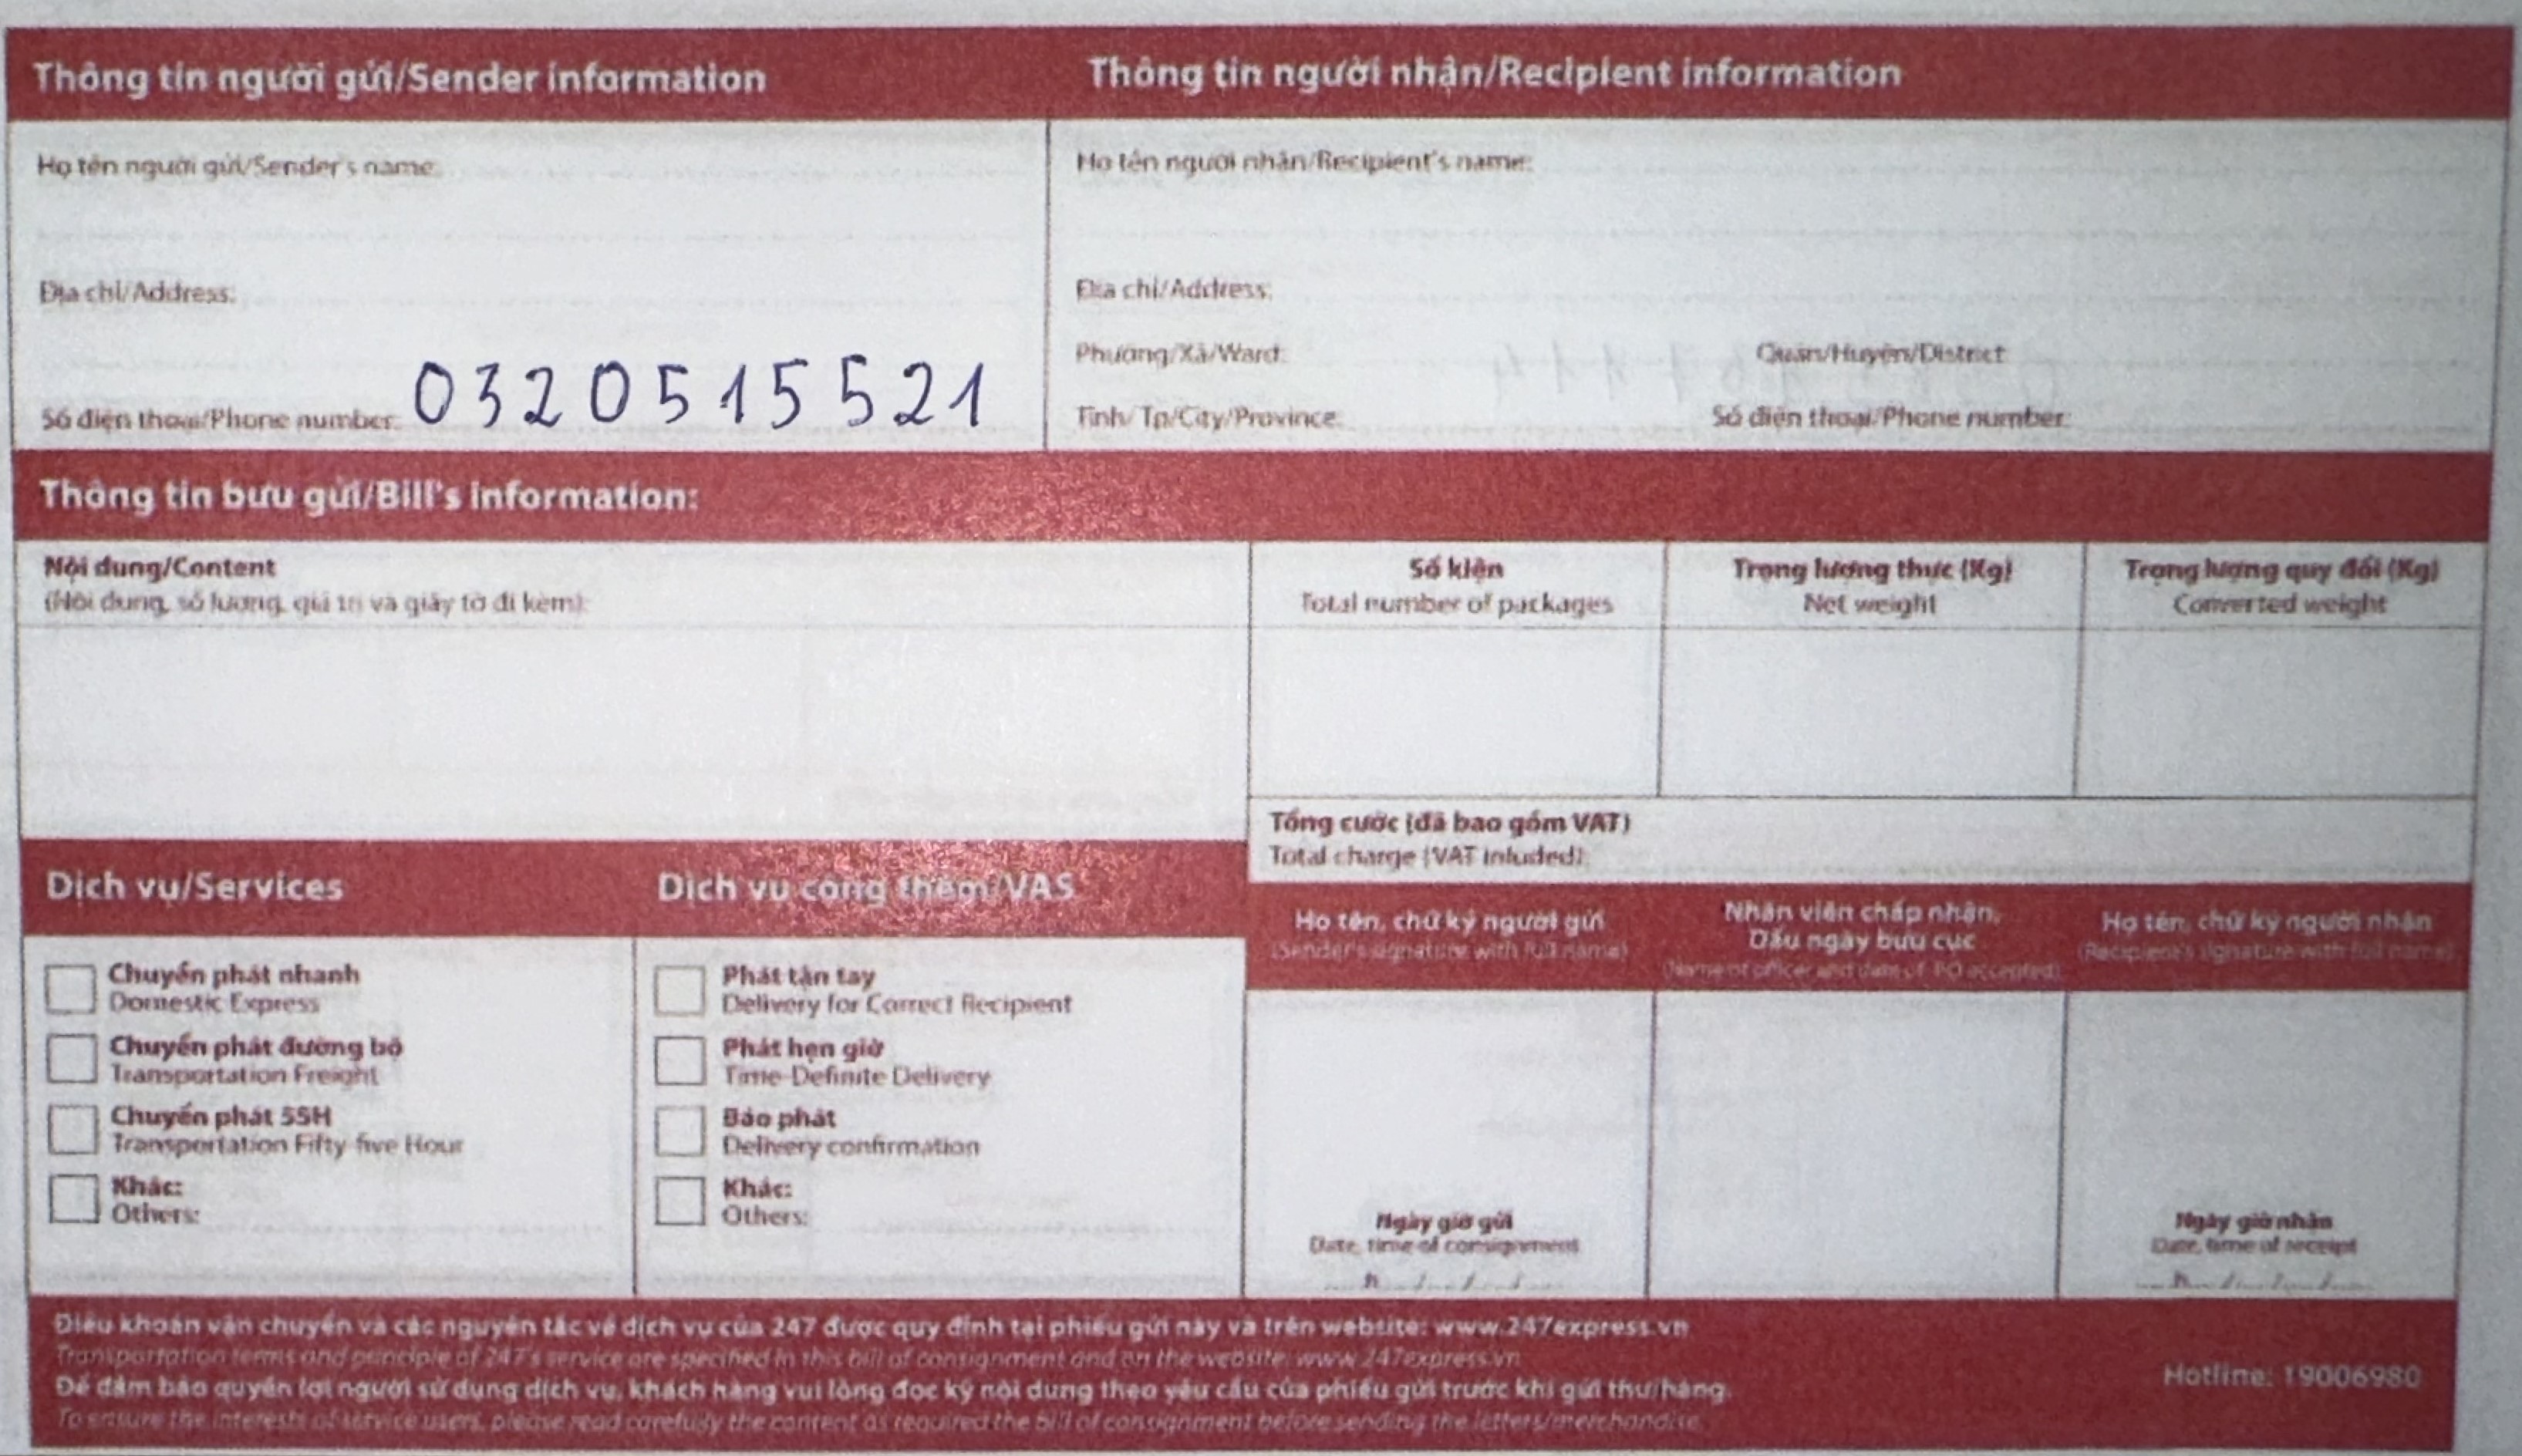 Thông tin người gửi/Sender information
Thông tin người nhận/Recipient information
Họ tên người gửi/Sender's name:
Họ tên người nhận/Recipient's name:
Địa chỉ/Address:
Địa chỉ/Address:
Phường/Xã/Ward:
Quận/Huyện/District
Số điện thoại/Phone number: 0320515521
Tỉnh/Tp/City/Province:
Số điện thoại/Phone number:
Thông tin bưu gửi/Bill's information:
Nội dung/Content
(Nội dung, số lượng, giá trị và giấy tờ đi kèm):
Số kiện
Total number of packages
Trọng lượng thực (Kg)
Net weight
Trọng lượng quy đổi (Kg)
Converted weight
Tổng cước (đã bao gồm VAT)
Total charge (VAT inluded):
Dịch vụ/Services
Dịch vụ cộng thêm/VAS
Họ tên, chữ ký người gửi
(Sender's signature with full name)
Nhân viên chấp nhận,
Dấu ngày bưu cục
(Name of officer and date of PO accepted)
Họ tên, chữ ký người nhận
(Recipient's signature with full name)
Chuyển phát nhanh
Domestic Express
Chuyển phát đường bộ
Transportation Freight
Chuyển phát 55H
Transportation Fifty-five Hour
Khác:
Others:
Phát tận tay
Delivery for Correct Recipient
Phát hẹn giờ
Time-Definite Delivery
Báo phát
Delivery confirmation
Khác:
Others:
Ngày giờ gửi
Date, time of consignment
h / /
Ngày giờ nhận
Date, time of receipt
h / /
Điều khoản vận chuyển và các nguyên tắc về dịch vụ của 247 được quy định tại phiếu gửi này và trên website: www.247express.vn
Transportation terms and principle of 247's service are specified in this bill of consignment and on the website: www.247express.vn
Để đảm bảo quyền lợi người sử dụng dịch vụ, khách hàng vui lòng đọc kỹ nội dung theo yêu cầu của phiếu gửi trước khi gửi thư/hàng.
To ensure the interests of service users, please read carefully the content as required the bill of consignment before sending the letters/merchandise
Hotline: 19006980